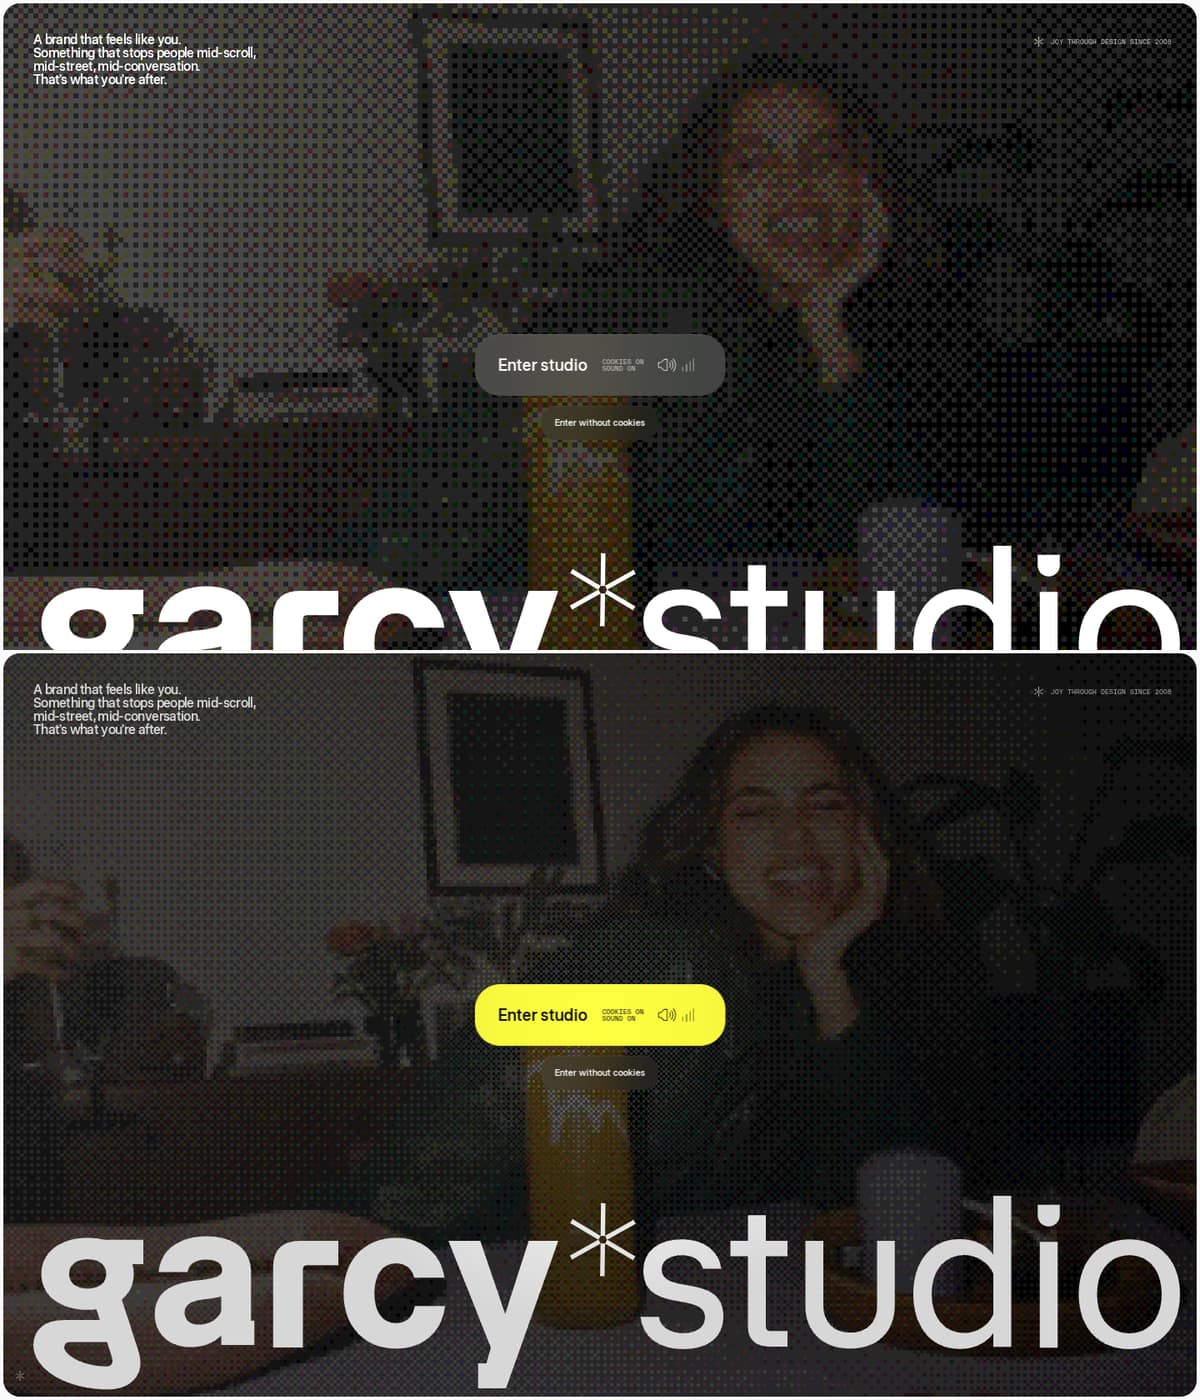 A brand that feels like you.
Something that stops people mid-scroll,
mid-street, mid-conversation.
That's what you're after.
JOY THROUGH DESIGN SINCE 2008
Enter studio
COOKIES ON
SOUND ON
Enter without cookies
garcy*studio
A brand that feels like you.
Something that stops people mid-scroll,
mid-street, mid-conversation.
That's what you're after.
JOY THROUGH DESIGN SINCE 2008
Enter studio
COOKIES ON
SOUND ON
Enter without cookies
garcy*studio